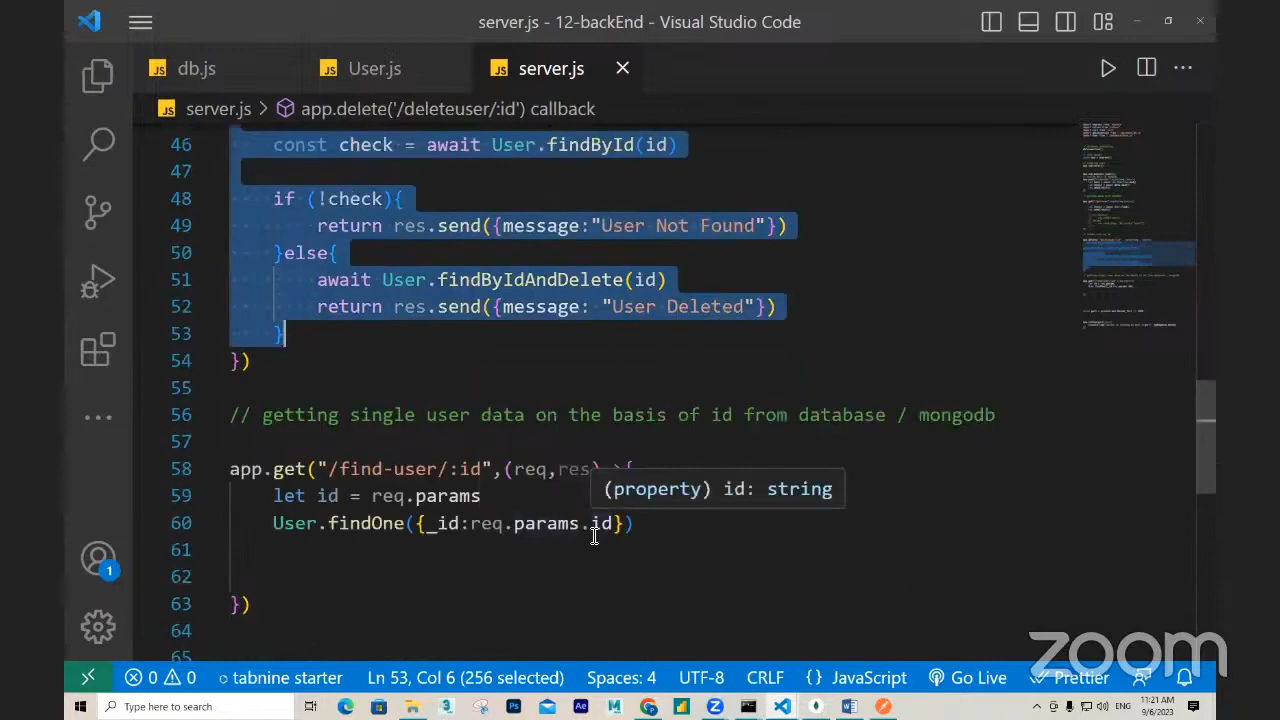 server.js - 12-backEnd - Visual Studio Code
JS db.js JS User.js JS server.js
JS server.js > app.delete('/deleteuser/:id') callback
46 const check = await User.findById(id)
47
48 if (!check){
49 return res.send({message:"User Not Found"})
50 }else{
51 await User.findByIdAndDelete(id)
52 return res.send({message: "User Deleted"})
53 }
54 })
55
56 // getting single user data on the basis of id from database / mongodb
57
58 app.get("/find-user/:id",(req,res) =>{
(property) id: string
59 let id = req.params
60 User.findOne({_id:req.params.id})
61
62
63 })
64
65
zoom
1
0 0 tabnine starter Ln 53, Col 6 (256 selected) Spaces: 4 UTF-8 CRLF {} JavaScript Go Live Prettier
Type here to search
11:21 AM
9/6/2023